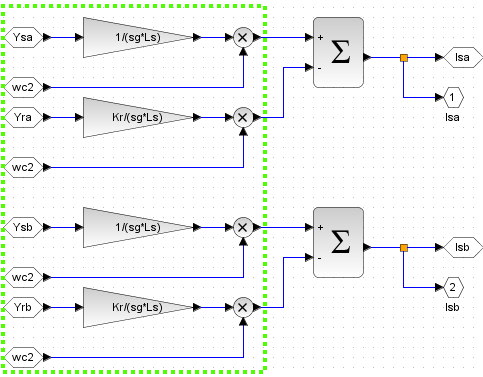 Ysa
1/(sg*Ls)
×
+
-
Σ
Isa
wc2
1
Isa
Yra
Kr/(sg*Ls)
×
wc2
Ysb
1/(sg*Ls)
×
+
-
Σ
Isb
wc2
2
Isb
Yrb
Kr/(sg*Ls)
×
wc2